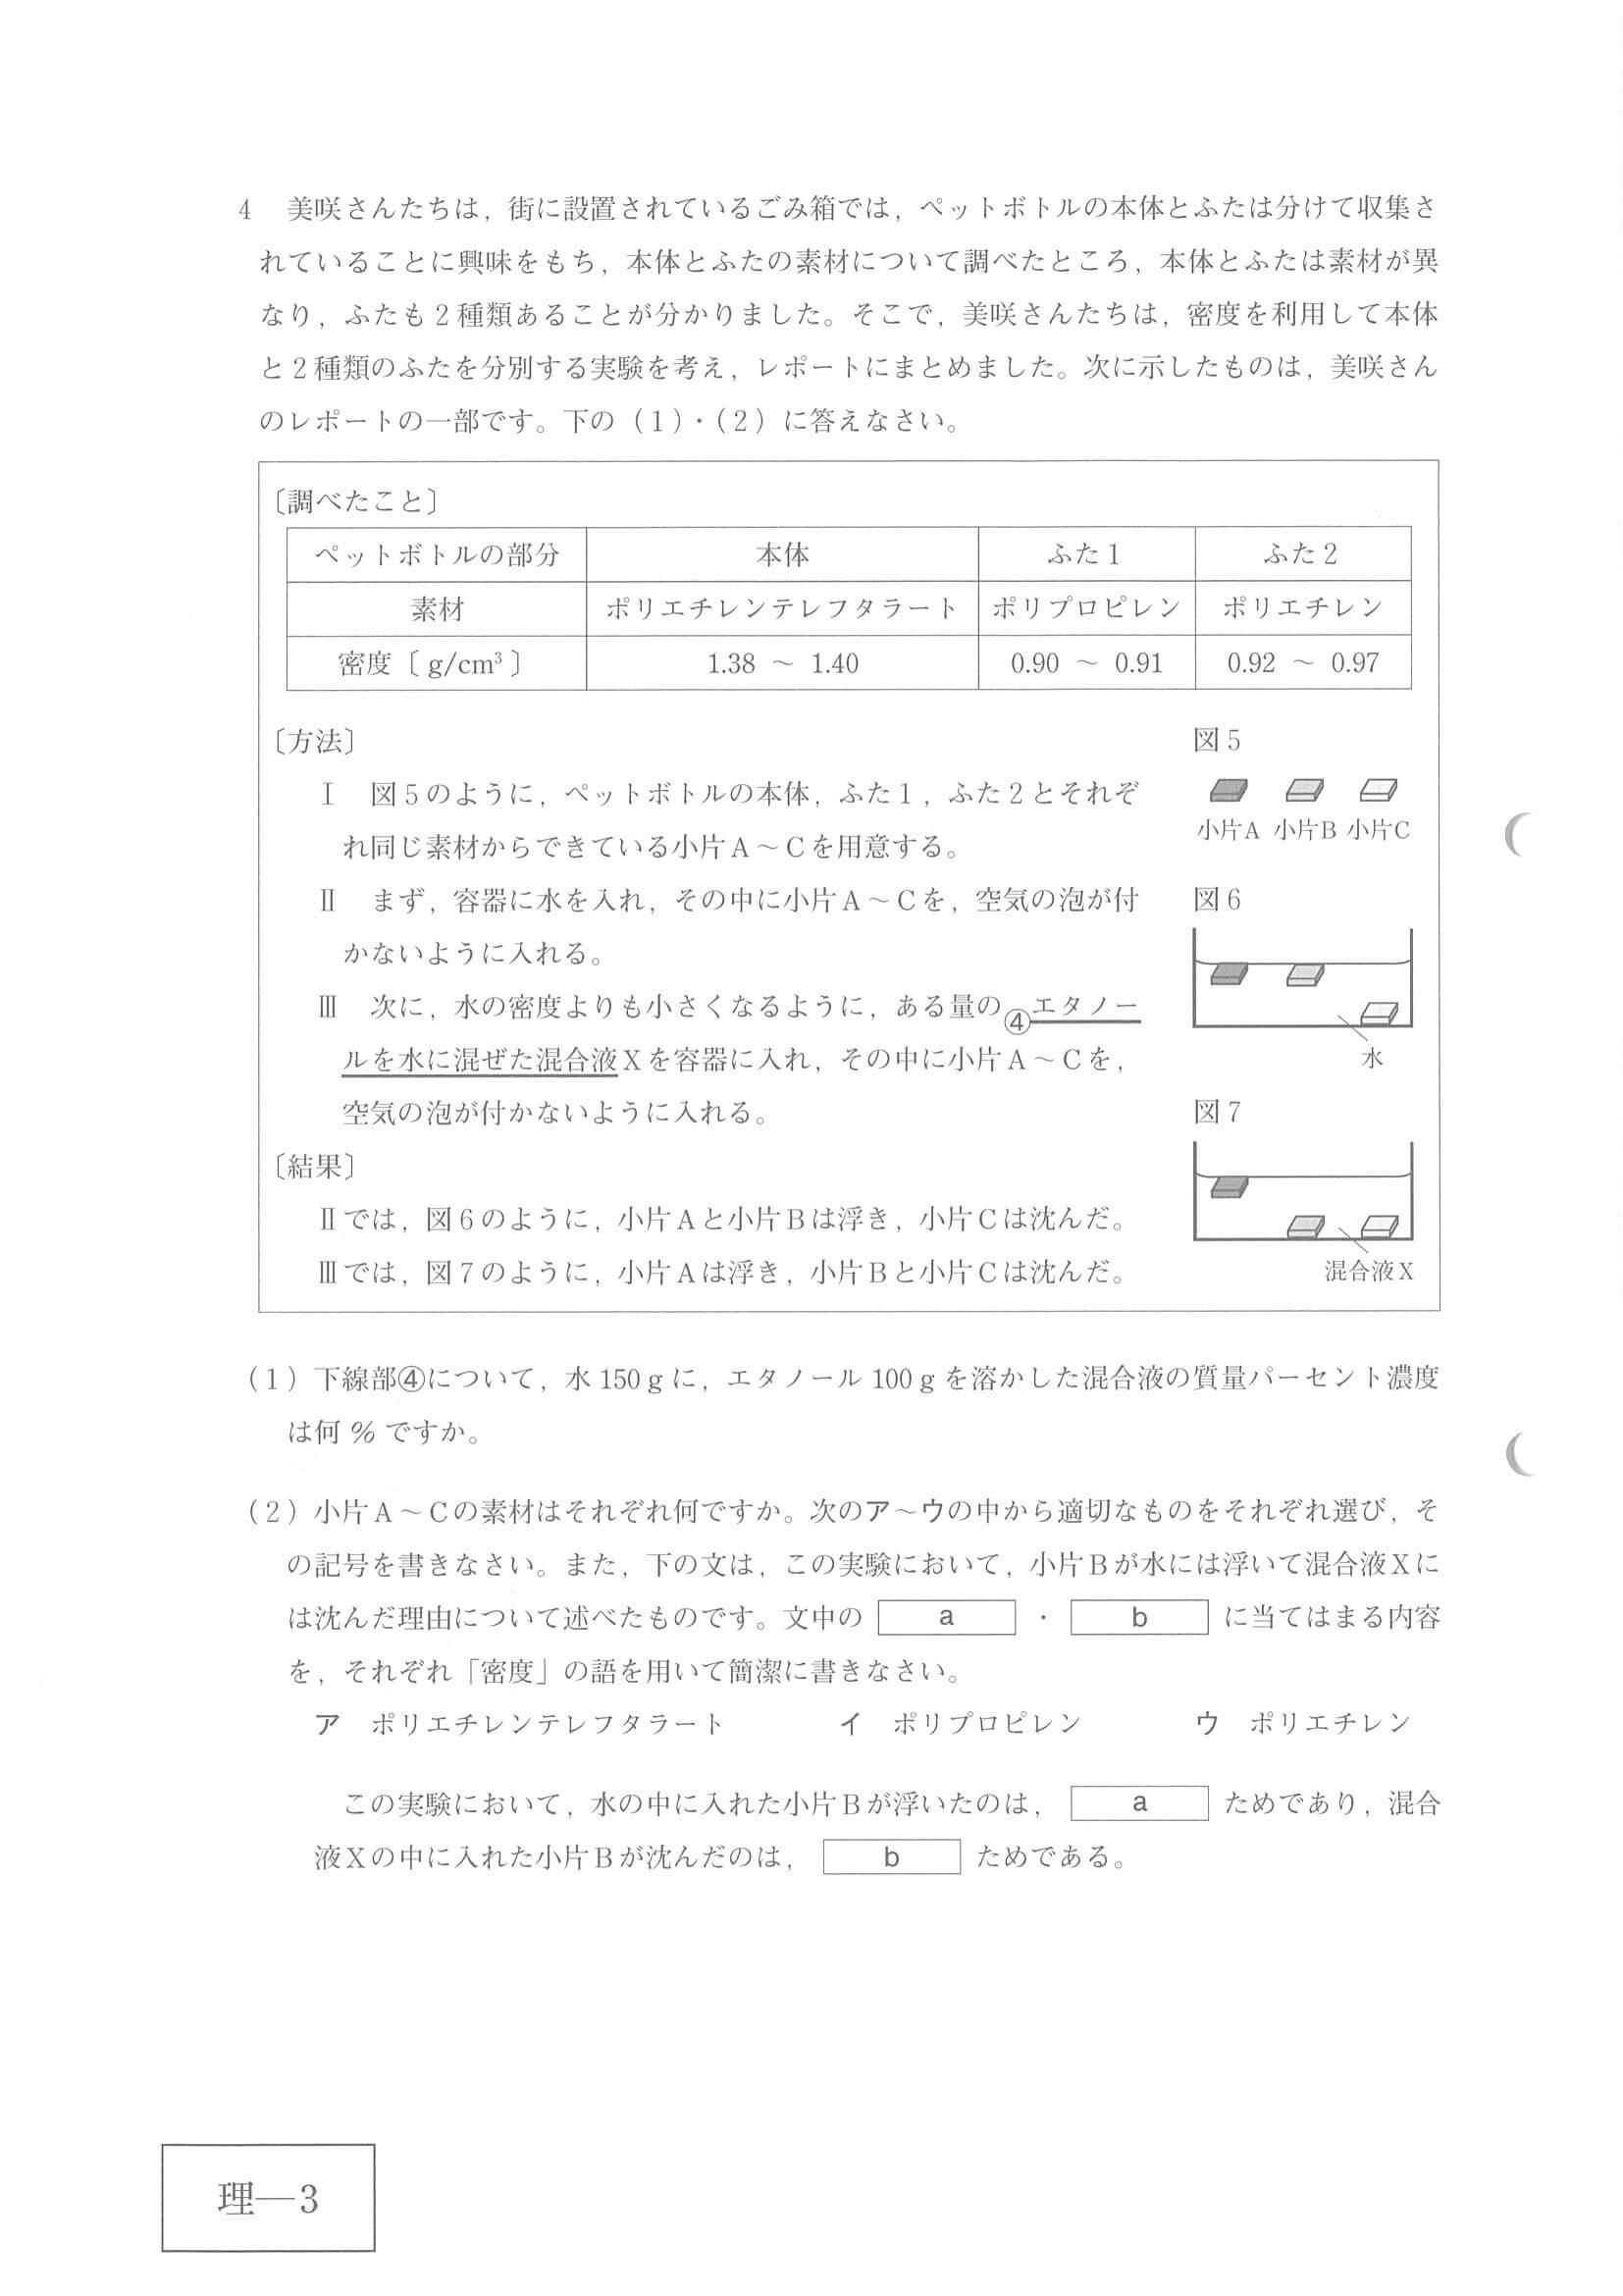 4 美咲さんたちは，街に設置されているごみ箱では，ペットボトルの本体とふたは分けて収集さ
れていることに興味をもち，本体とふたの素材について調べたところ，本体とふたは素材が異
なり，ふたも２種類あることが分かりました。そこで，美咲さんたちは，密度を利用して本体
と２種類のふたを分別する実験を考え，レポートにまとめました。次に示したものは，美咲さん
のレポートの一部です。下の（１）・（２）に答えなさい。
〔調べたこと〕
ペットボトルの部分 本体 ふた１ ふた２
素材 ポリエチレンテレフタラート ポリプロピレン ポリエチレン
密度〔g/cm³〕 1.38 ～ 1.40 0.90 ～ 0.91 0.92 ～ 0.97
〔方法〕 図５
Ⅰ 図５のように，ペットボトルの本体，ふた１，ふた２とそれぞ
れ同じ素材からできている小片Ａ～Ｃを用意する。
小片Ａ 小片Ｂ 小片Ｃ
Ⅱ まず，容器に水を入れ，その中に小片Ａ～Ｃを，空気の泡が付
かないように入れる。
図６
水
Ⅲ 次に，水の密度よりも小さくなるように，ある量の④エタノー
ルを水に混ぜた混合液Ｘを容器に入れ，その中に小片Ａ～Ｃを，
空気の泡が付かないように入れる。
図７
混合液Ｘ
〔結果〕
Ⅱでは，図６のように，小片Ａと小片Ｂは浮き，小片Ｃは沈んだ。
Ⅲでは，図７のように，小片Ａは浮き，小片Ｂと小片Ｃは沈んだ。
（１）下線部④について，水 150 g に，エタノール 100 g を溶かした混合液の質量パーセント濃度
は何 % ですか。
（２）小片Ａ～Ｃの素材はそれぞれ何ですか。次のア～ウの中から適切なものをそれぞれ選び，そ
の記号を書きなさい。また，下の文は，この実験において，小片Ｂが水には浮いて混合液Ｘに
は沈んだ理由について述べたものです。文中の a ・ b に当てはまる内容
を，それぞれ「密度」の語を用いて簡潔に書きなさい。
ア ポリエチレンテレフタラート イ ポリプロピレン ウ ポリエチレン
この実験において，水の中に入れた小片Ｂが浮いたのは， a ためであり，混合
液Ｘの中に入れた小片Ｂが沈んだのは， b ためである。
理―3